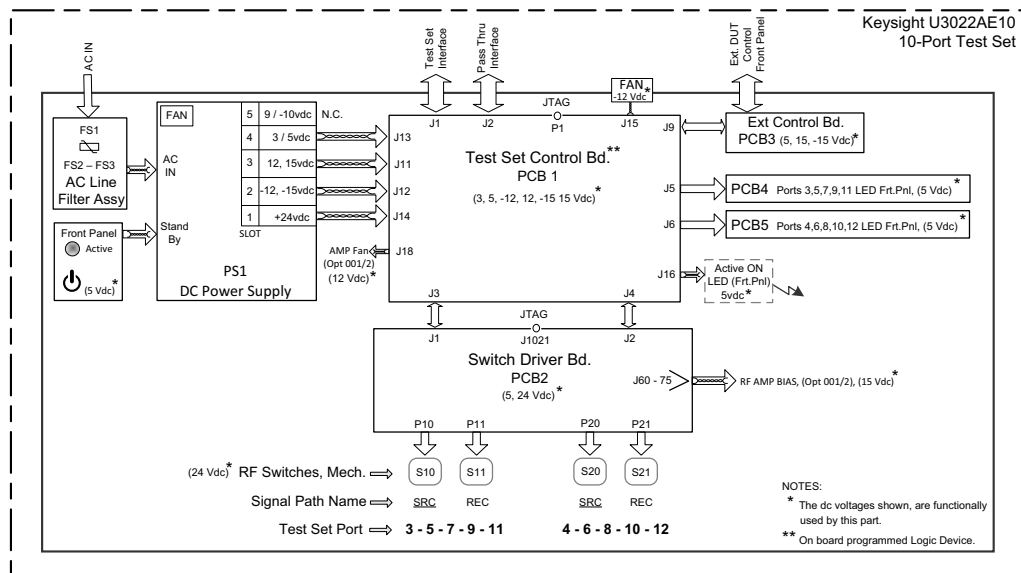 Keysight U3022AE10
10-Port Test Set
AC IN
Test Set
Interface
Pass Thru
Interface
Ext. DUT
Control
Front Panel
FS1
FS2 – FS3
AC Line
Filter Assy
Front Panel
Active
(5 Vdc)*
FAN
AC
IN
Stand
By
5 9 / -10vdc N.C.
4 3 / 5vdc
3 12, 15vdc
2 -12, -15vdc
1 +24vdc
SLOT
PS1
DC Power Supply
J13
J11
J12
J14
J18
AMP Fan
(Opt 001/2)
(12 Vdc)*
J1
J2
JTAG
P1
FAN
-12 Vdc*
J15
J9
Test Set Control Bd.**
PCB 1
(3, 5, -12, 12, -15 15 Vdc)*
J5
J6
J16
J3
J4
Ext Control Bd.
PCB3 (5, 15, -15 Vdc)*
PCB4 Ports 3,5,7,9,11 LED Frt.Pnl, (5 Vdc)*
PCB5 Ports 4,6,8,10,12 LED Frt.Pnl, (5 Vdc)*
Active ON
LED (Frt.Pnl)
5vdc*
J1
JTAG
J1021
J2
Switch Driver Bd.
PCB2
(5, 24 Vdc)*
J60 - 75
RF AMP BIAS, (Opt 001/2), (15 Vdc)*
P10
P11
P20
P21
(24 Vdc)* RF Switches, Mech.
S10
S11
S20
S21
Signal Path Name
SRC
REC
SRC
REC
Test Set Port
3 - 5 - 7 - 9 - 11
4 - 6 - 8 - 10 - 12
NOTES:
* The dc voltages shown, are functionally
used by this part.
** On board programmed Logic Device.